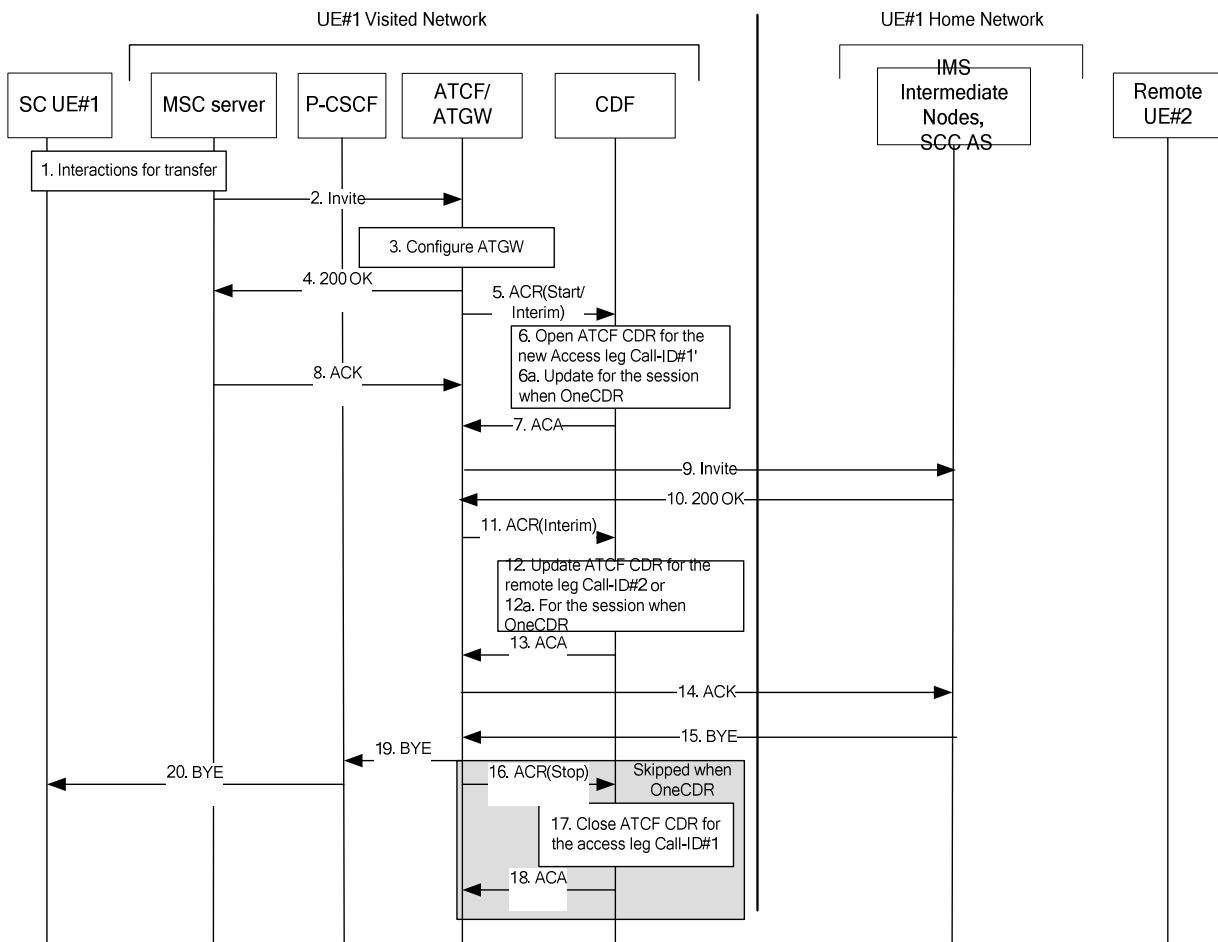 UE#1 Visited Network
UE#1 Home Network
SC UE#1
MSC server
P-CSCF
ATCF/
ATGW
CDF
IMS
Intermediate
Nodes,
SCC AS
Remote
UE#2
1. Interactions for transfer
2. Invite
3. Configure ATGW
4. 200 OK
5. ACR(Start/
Interim)
6. Open ATCF CDR for the
new Access leg Call-ID#1'
6a. Update for the session
when OneCDR
8. ACK
7. ACA
9. Invite
10. 200 OK
11. ACR(Interim)
12. Update ATCF CDR for the
remote leg Call-ID#2 or
12a. For the session when
OneCDR
13. ACA
14. ACK
15. BYE
19. BYE
20. BYE
16. ACR(Stop)
Skipped when
OneCDR
17. Close ATCF CDR for
the access leg Call-ID#1
18. ACA